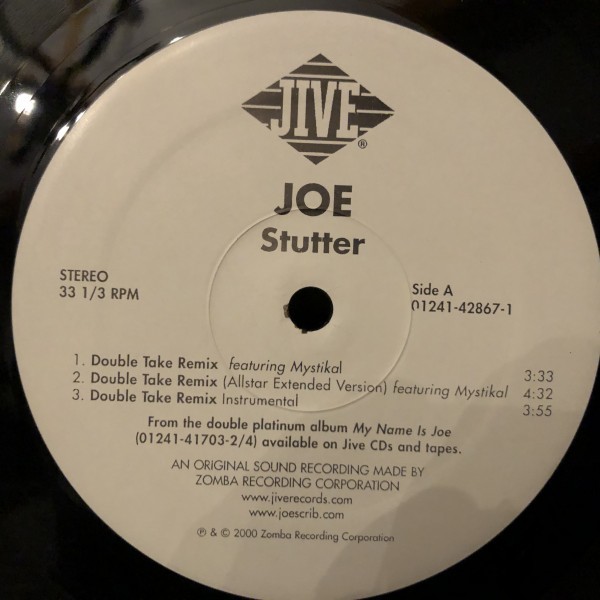 JIVE®
JOE
Stutter
STEREO
33 1/3 RPM
Side A
01241-42867-1
1. Double Take Remix featuring Mystikal 3:33
2. Double Take Remix (Allstar Extended Version) featuring Mystikal 4:32
3. Double Take Remix Instrumental 3:55
From the double platinum album My Name Is Joe
(01241-41703-2/4) available on Jive CDs and tapes.
AN ORIGINAL SOUND RECORDING MADE BY
ZOMBA RECORDING CORPORATION
www.jiverecords.com
www.joescrib.com
℗ & © 2000 Zomba Recording Corporation